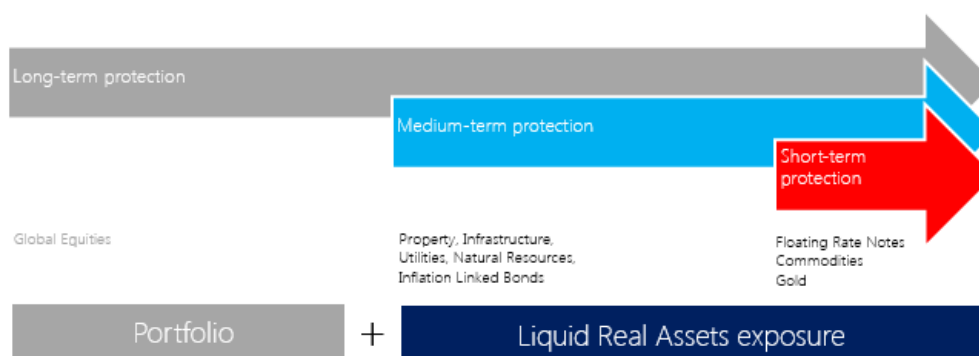 Long-term protection
Medium-term protection
Short-term
protection
Global Equities
Property, Infrastructure,
Utilities, Natural Resources,
Inflation Linked Bonds
Floating Rate Notes
Commodities
Gold
Portfolio
+
Liquid Real Assets exposure